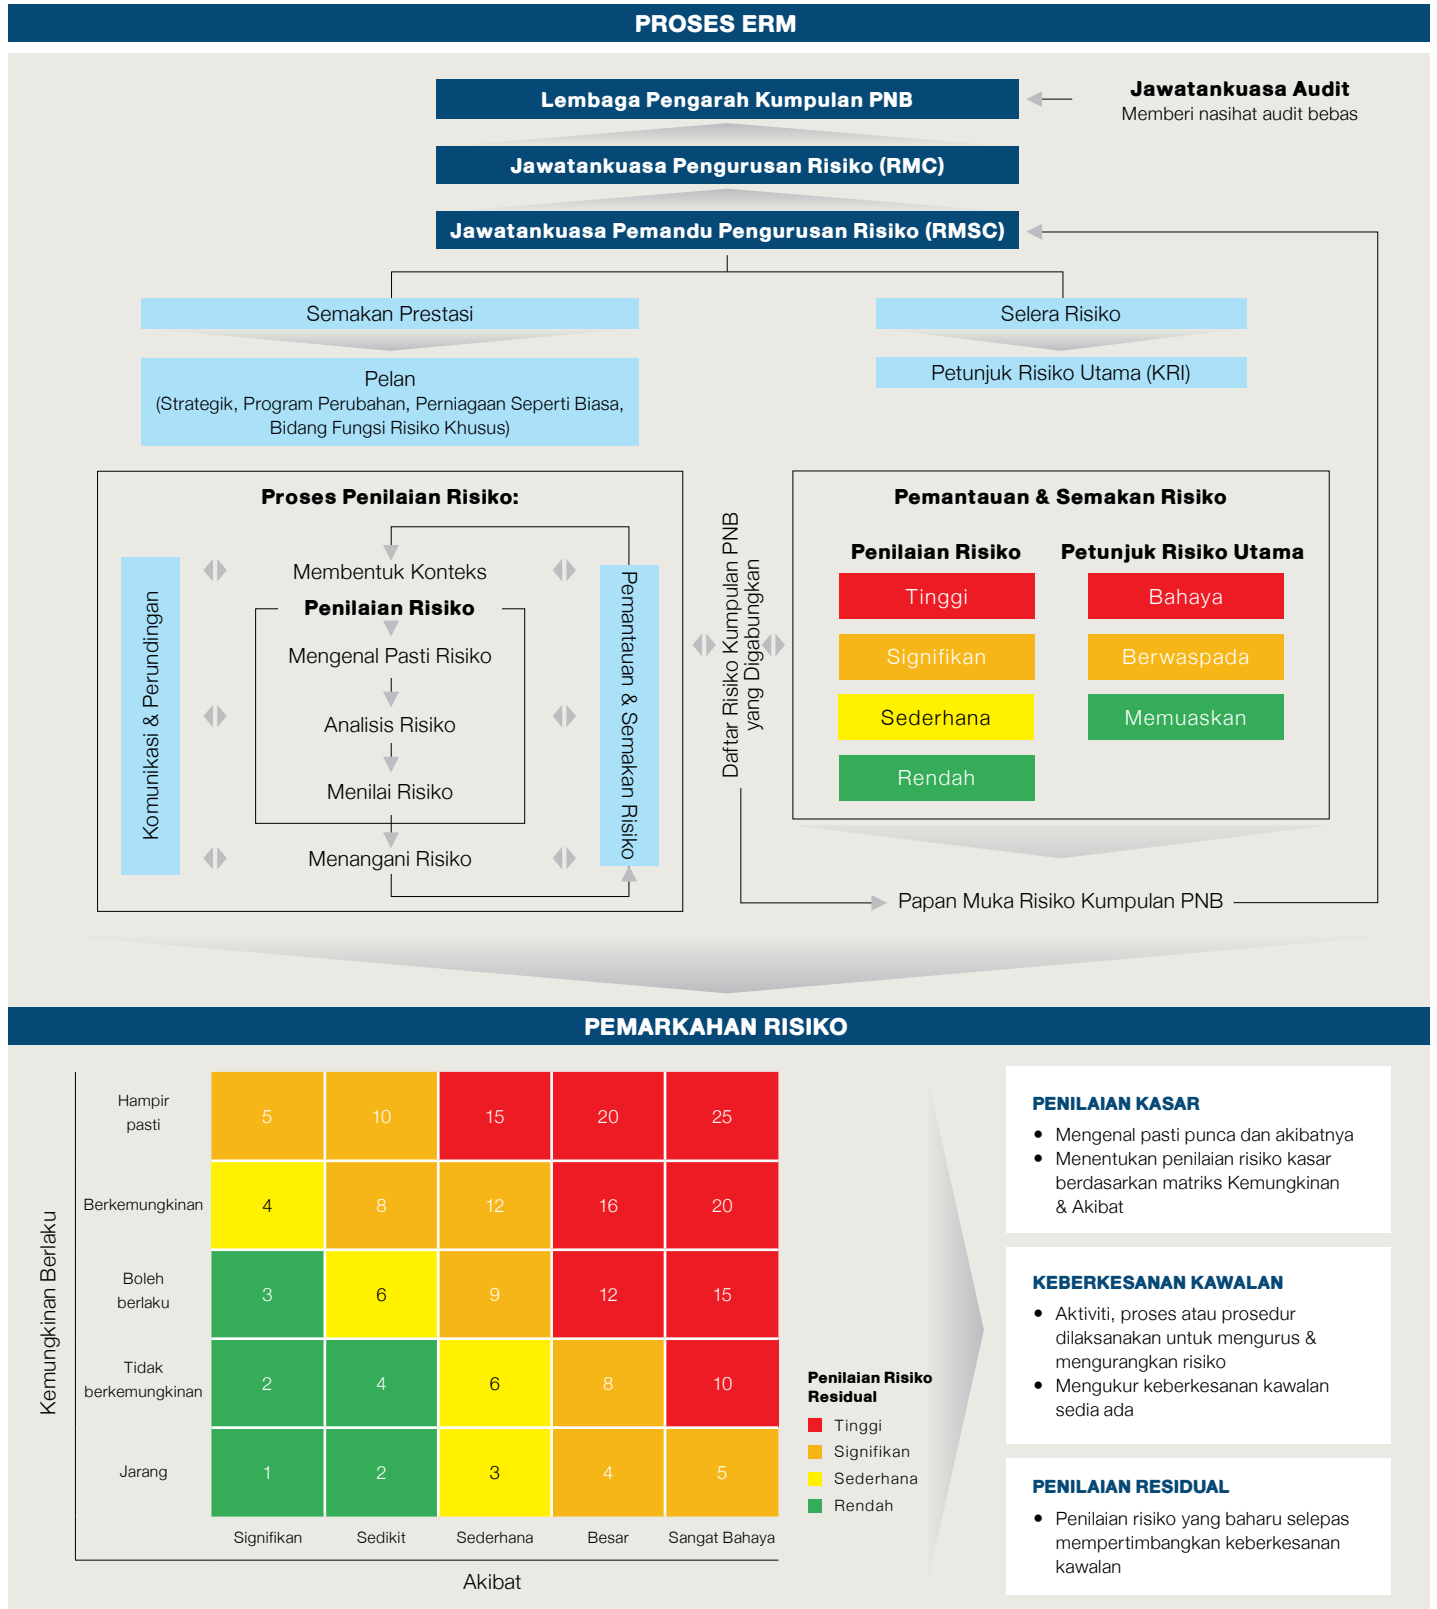 PROSES ERM
Lembaga Pengarah Kumpulan PNB
Jawatankuasa Audit
Memberi nasihat audit bebas
Jawatankuasa Pengurusan Risiko (RMC)
Jawatankuasa Pemandu Pengurusan Risiko (RMSC)
Semakan Prestasi
Selera Risiko
Pelan
(Strategik, Program Perubahan, Perniagaan Seperti Biasa,
Bidang Fungsi Risiko Khusus)
Petunjuk Risiko Utama (KRI)
Proses Penilaian Risiko:
Komunikasi & Perundingan
Membentuk Konteks
Penilaian Risiko
Mengenal Pasti Risiko
Analisis Risiko
Menilai Risiko
Menangani Risiko
Pemantauan & Semakan Risiko
Daftar Risiko Kumpulan PNB
yang Digabungkan
Pemantauan & Semakan Risiko
Penilaian Risiko
Tinggi
Signifikan
Sederhana
Rendah
Petunjuk Risiko Utama
Bahaya
Berwaspada
Memuaskan
Papan Muka Risiko Kumpulan PNB
PEMARKAHAN RISIKO
Kemungkinan Berlaku
Hampir
pasti
5 10 15 20 25
Berkemungkinan
4 8 12 16 20
Boleh
berlaku
3 6 9 12 15
Tidak
berkemungkinan
2 4 6 8 10
Jarang
1 2 3 4 5
Signifikan Sedikit Sederhana Besar Sangat Bahaya
Akibat
Penilaian Risiko
Residual
Tinggi
Signifikan
Sederhana
Rendah
PENILAIAN KASAR
• Mengenal pasti punca dan akibatnya
• Menentukan penilaian risiko kasar
berdasarkan matriks Kemungkinan
& Akibat
KEBERKESANAN KAWALAN
• Aktiviti, proses atau prosedur
dilaksanakan untuk mengurus &
mengurangkan risiko
• Mengukur keberkesanan kawalan
sedia ada
PENILAIAN RESIDUAL
• Penilaian risiko yang baharu selepas
mempertimbangkan keberkesanan
kawalan